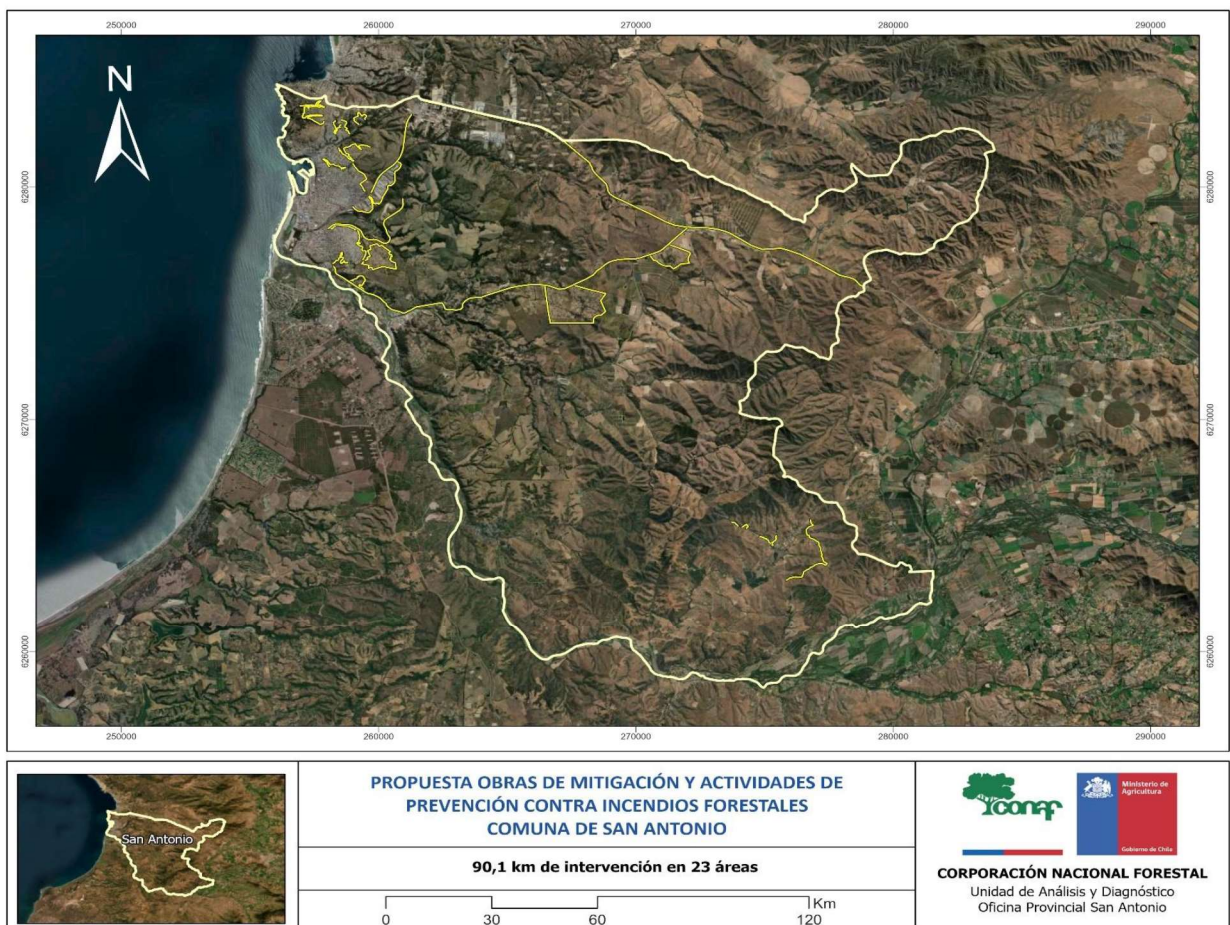 250000
260000
270000
280000
290000
N
6280000
6280000
6270000
6270000
6260000
6260000
250000
260000
270000
280000
290000
San Antonio
PROPUESTA OBRAS DE MITIGACIÓN Y ACTIVIDADES DE
PREVENCIÓN CONTRA INCENDIOS FORESTALES
COMUNA DE SAN ANTONIO
90,1 km de intervención en 23 áreas
Km
0
30
60
120
conaf
Ministerio de
Agricultura
Gobierno de Chile
CORPORACIÓN NACIONAL FORESTAL
Unidad de Análisis y Diagnóstico
Oficina Provincial San Antonio